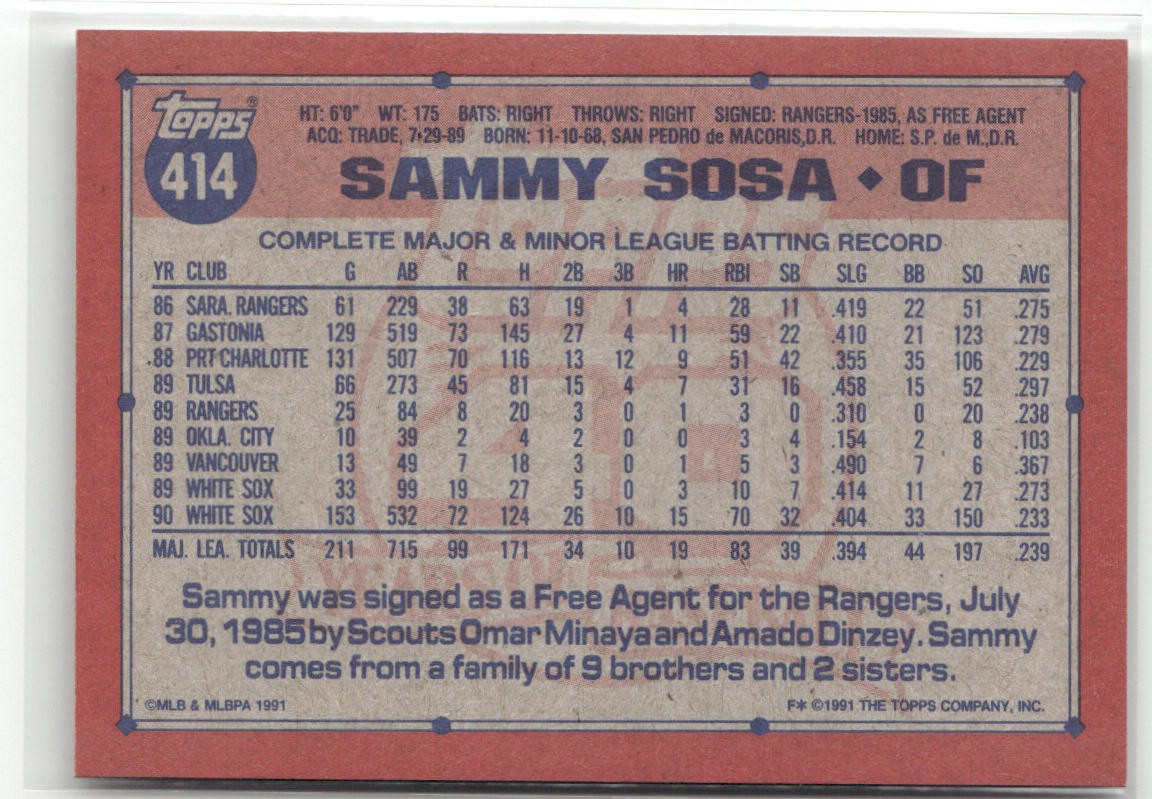 Topps®
414
HT: 6'0" WT: 175 BATS: RIGHT THROWS: RIGHT SIGNED: RANGERS-1985, AS FREE AGENT
ACQ: TRADE, 7-29-89 BORN: 11-10-68, SAN PEDRO de MACORIS, D.R. HOME: S.P. de M., D.R.
SAMMY SOSA ◆ OF
COMPLETE MAJOR & MINOR LEAGUE BATTING RECORD
YR CLUB G AB R H 2B 3B HR RBI SB SLG BB SO AVG
86 SARA. RANGERS 61 229 38 63 19 1 4 28 11 .419 22 51 .275
87 GASTONIA 129 519 73 145 27 4 11 59 22 .410 21 123 .279
88 PRT CHARLOTTE 131 507 70 116 13 12 9 51 42 .355 35 106 .229
89 TULSA 66 273 45 81 15 4 7 31 16 .458 15 52 .297
89 RANGERS 25 84 8 20 3 0 1 3 0 .310 0 20 .238
89 OKLA. CITY 10 39 2 4 2 0 0 3 4 .154 2 8 .103
89 VANCOUVER 13 49 7 18 3 0 1 5 3 .490 7 6 .367
89 WHITE SOX 33 99 19 27 5 0 3 10 7 .414 11 27 .273
90 WHITE SOX 153 532 72 124 26 10 15 70 32 .404 33 150 .233
MAJ. LEA. TOTALS 211 715 99 171 34 10 19 83 39 .394 44 197 .239
Sammy was signed as a Free Agent for the Rangers, July
30, 1985 by Scouts Omar Minaya and Amado Dinzey. Sammy
comes from a family of 9 brothers and 2 sisters.
©MLB & MLBPA 1991 F* ©1991 THE TOPPS COMPANY, INC.